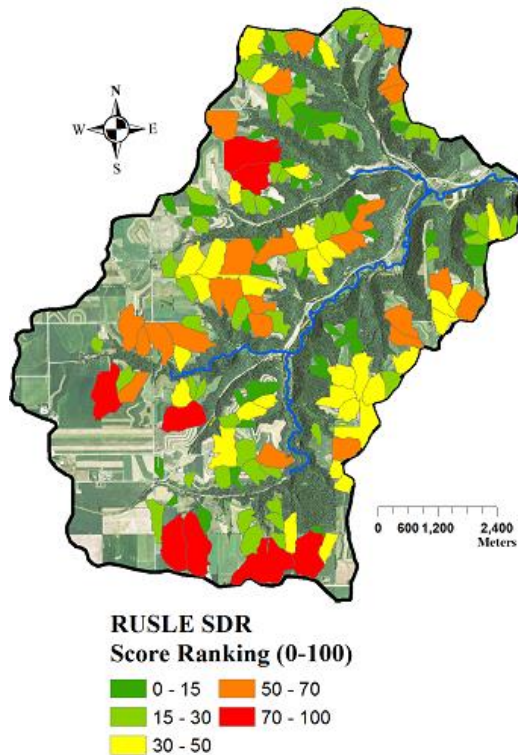 N
W E
S
0 600 1,200 2,400
Meters
RUSLE SDR
Score Ranking (0-100)
0 - 15 50 - 70
15 - 30 70 - 100
30 - 50